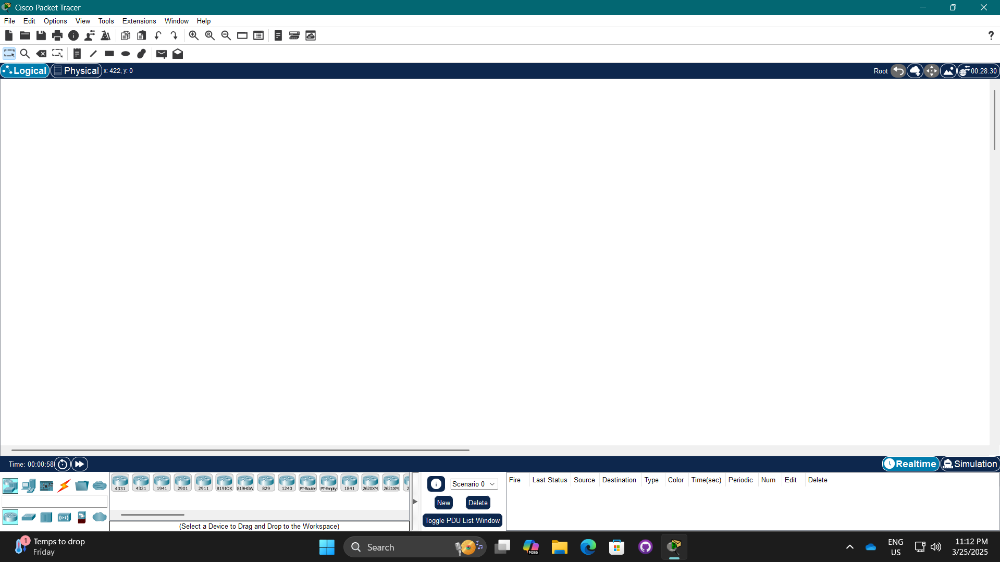 Cisco Packet Tracer
File Edit Options View Tools Extensions Window Help
?
Logical Physical x: 422, y: 0 Root 00:28:30
Time: 00:00:58 Realtime Simulation
4331 4321 1941 2901 2911 819IOX 819HGW 829 1240 PT-Router PT-Empty 1841 2620XM 2621XM 2
(Select a Device to Drag and Drop to the Workspace)
Scenario 0
New Delete
Toggle PDU List Window
Fire Last Status Source Destination Type Color Time(sec) Periodic Num Edit Delete
1
Temps to drop
Friday
Search
M365
ENG
US
11:12 PM
3/25/2025